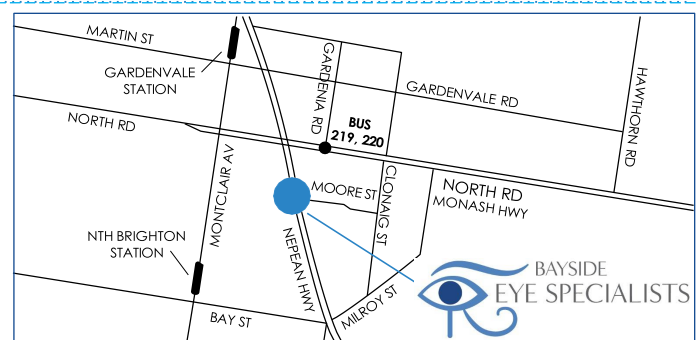 MARTIN ST
GARDENVALE
STATION
GARDENIA RD
GARDENVALE RD
HAWTHORN RD
NORTH RD
BUS
219, 220
MONTCLAIR AV
MOORE ST
CLONAIG ST
NORTH RD
MONASH HWY
NTH BRIGHTON
STATION
NEPEAN HWY
BAY ST
MILROY ST
BAYSIDE
EYE SPECIALISTS